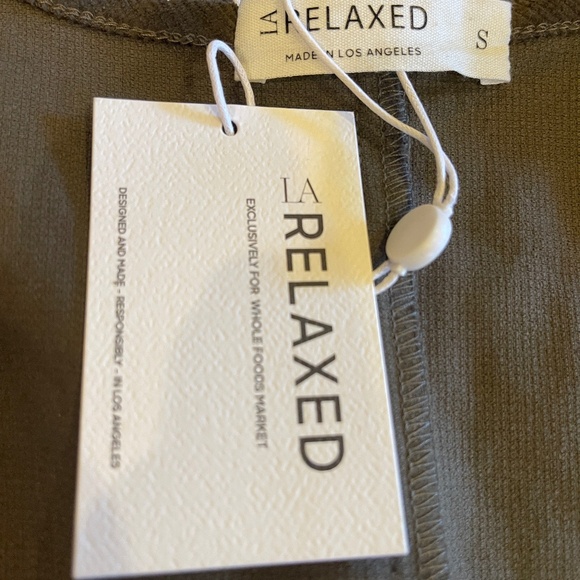 LA RELAXED
MADE IN LOS ANGELES
S
LA
RELAXED
EXCLUSIVELY FOR WHOLE FOODS MARKET
DESIGNED AND MADE - RESPONSIBLY - IN LOS ANGELES